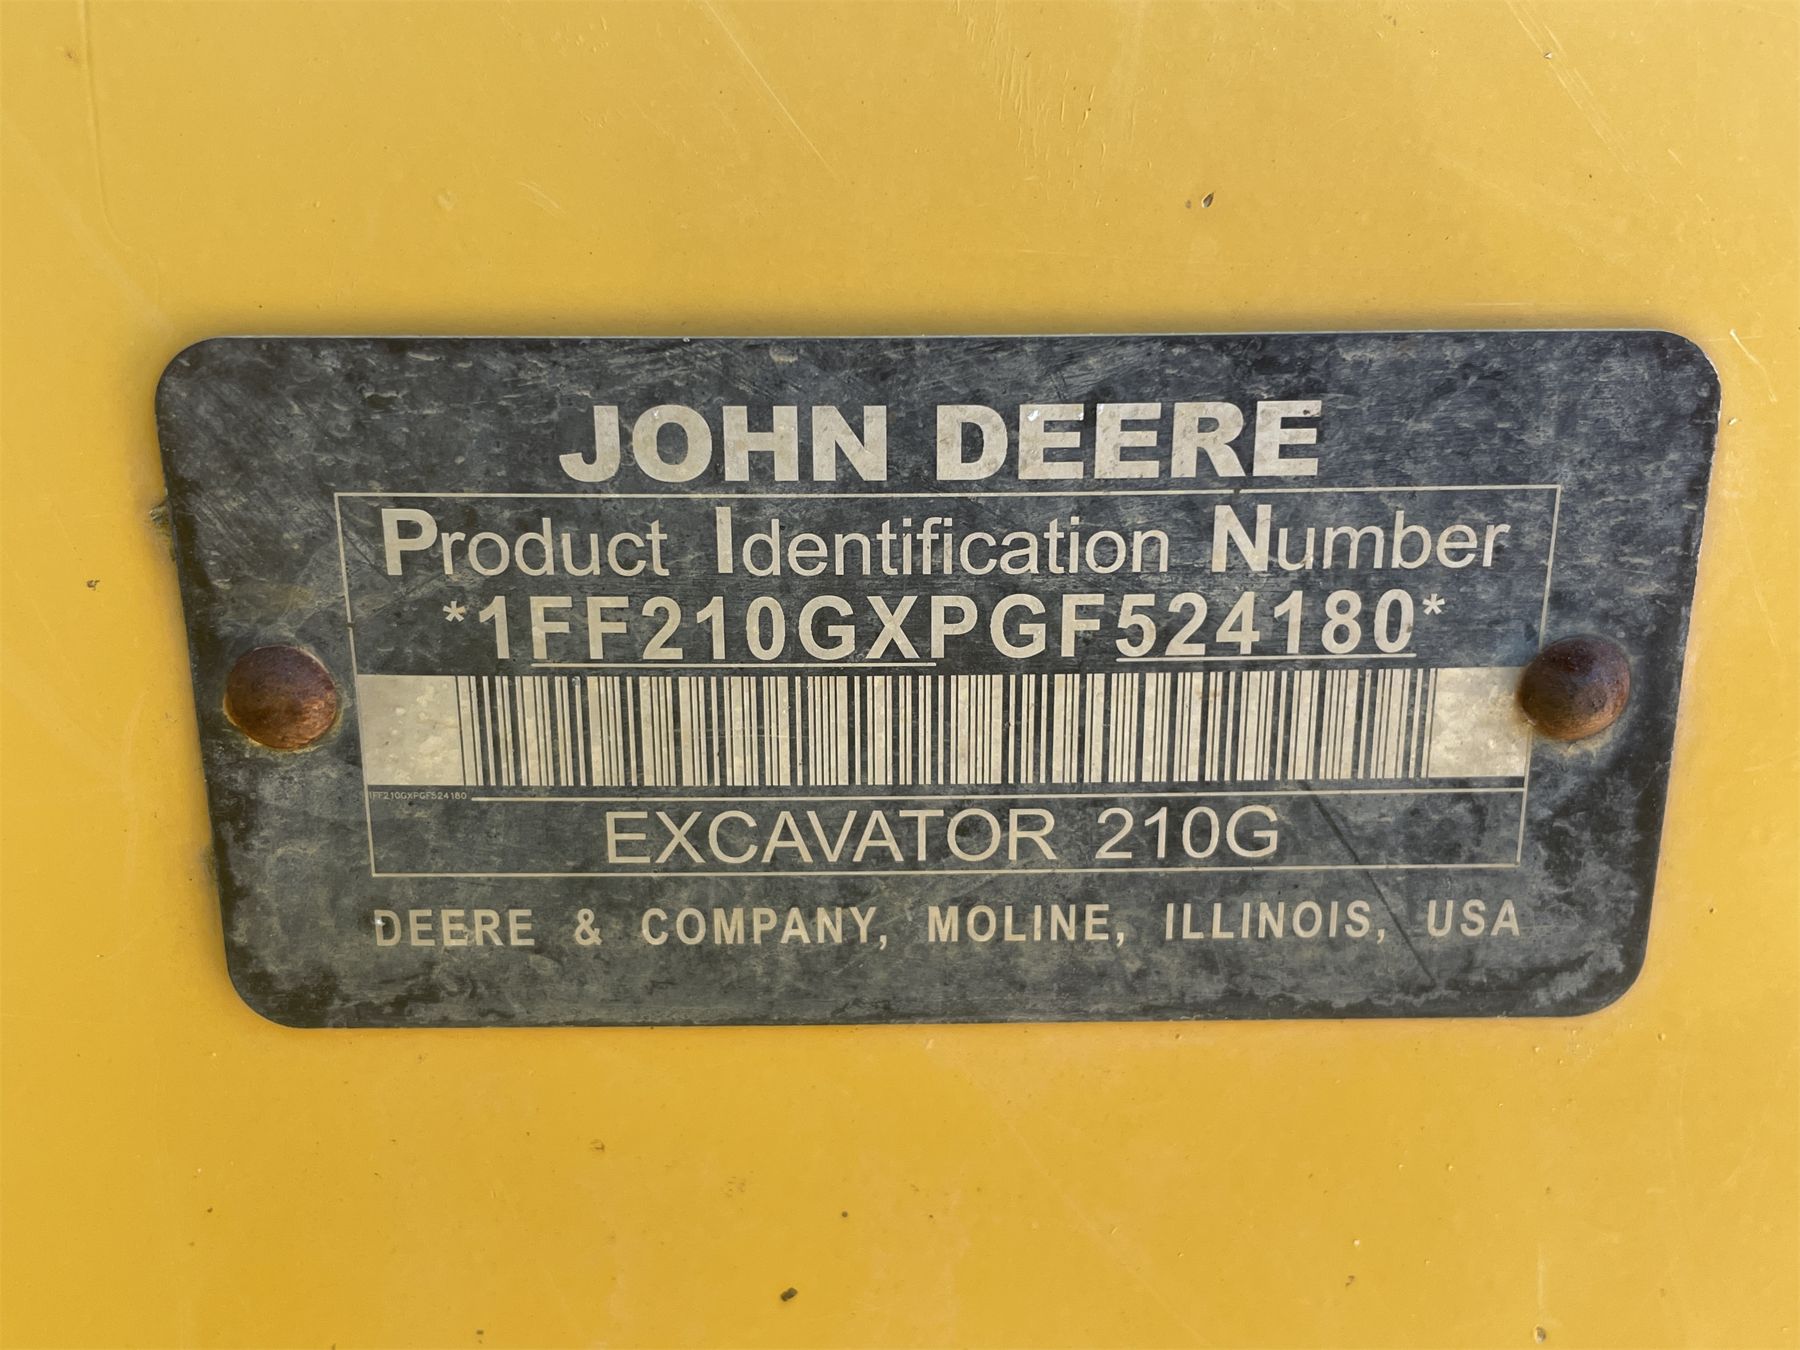 JOHN DEERE
Product Identification Number
*1FF210GXPGF524180*
1FF210GXPGF524180
EXCAVATOR 210G
DEERE & COMPANY, MOLINE, ILLINOIS, USA